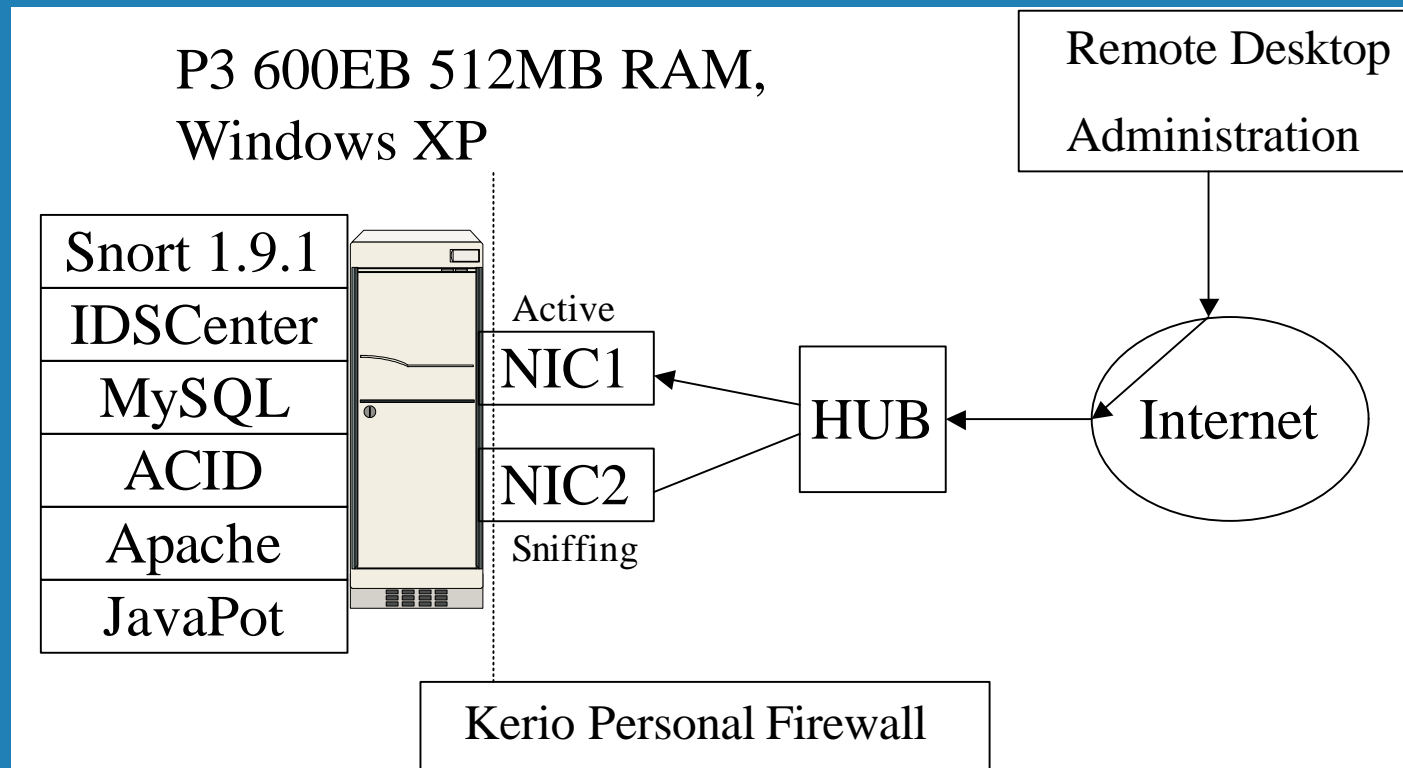 P3 600EB 512MB RAM,
Windows XP
Remote Desktop
Administration
Snort 1.9.1
IDSCenter
MySQL
ACID
Apache
JavaPot
Active
NIC1
NIC2
Sniffing
HUB
Internet
Kerio Personal Firewall